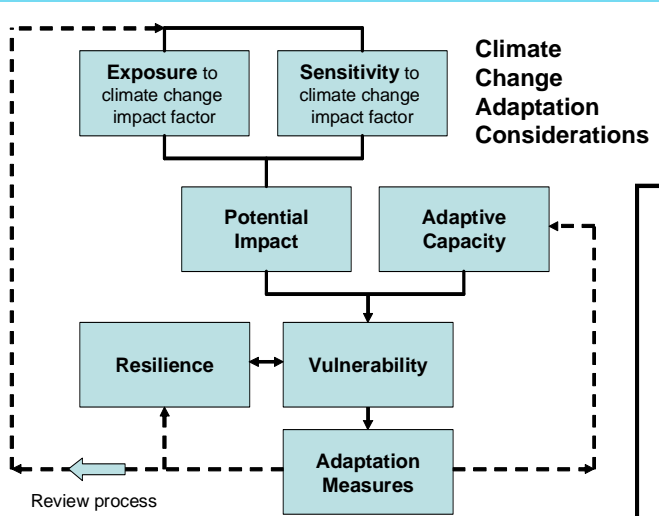 Climate
Change
Adaptation
Considerations
Exposure to
climate change
impact factor
Sensitivity to
climate change
impact factor
Potential
Impact
Adaptive
Capacity
Resilience
Vulnerability
Adaptation
Measures
Review process